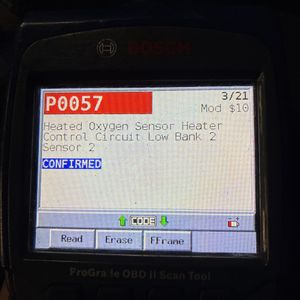 BOSCH
P0057
3/21
Mod $10
Heated Oxygen Sensor Heater
Control Circuit Low Bank 2
Sensor 2
CONFIRMED
CODE
Read Erase FFrame
OBD II Scan Tool